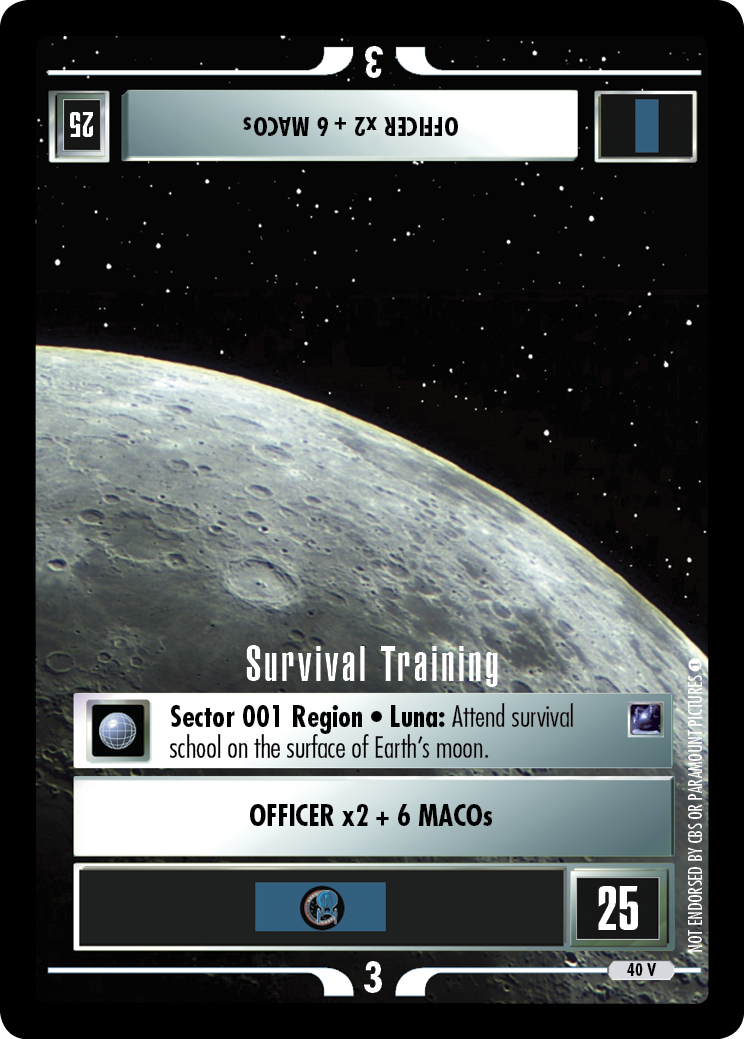 3
OFFICER x2 + 6 MACOs
25
Survival Training
Sector 001 Region • Luna: Attend survival
school on the surface of Earth's moon.
OFFICER x2 + 6 MACOs
25
3
40 V
NOT ENDORSED BY CBS OR PARAMOUNT PICTURES 1